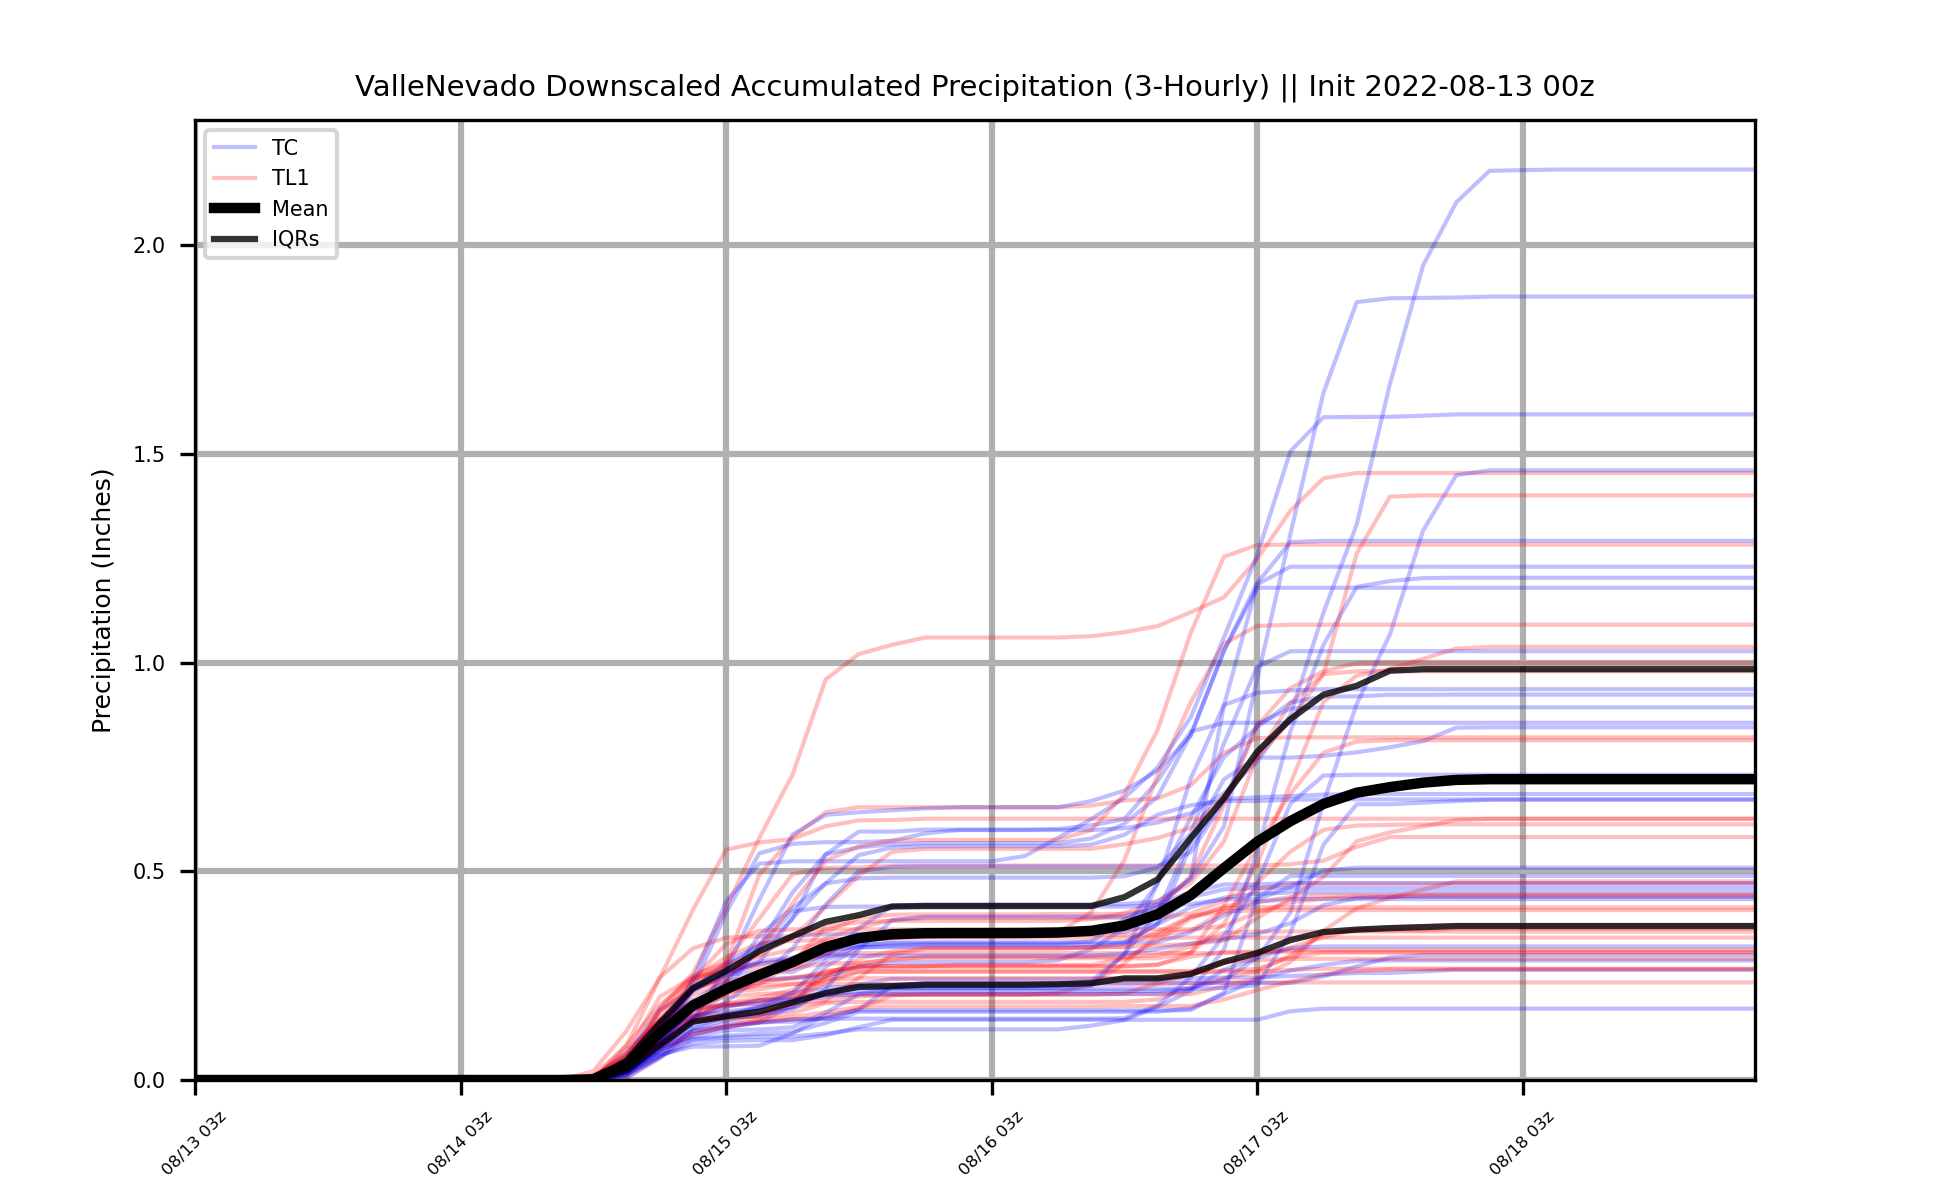 ValleNevado Downscaled Accumulated Precipitation (3-Hourly) || Init 2022-08-13 00z
TC
TL1
Mean
IQRs
Precipitation (Inches)
2.0
1.5
1.0
0.5
0.0
08/13 03z
08/14 03z
08/15 03z
08/16 03z
08/17 03z
08/18 03z